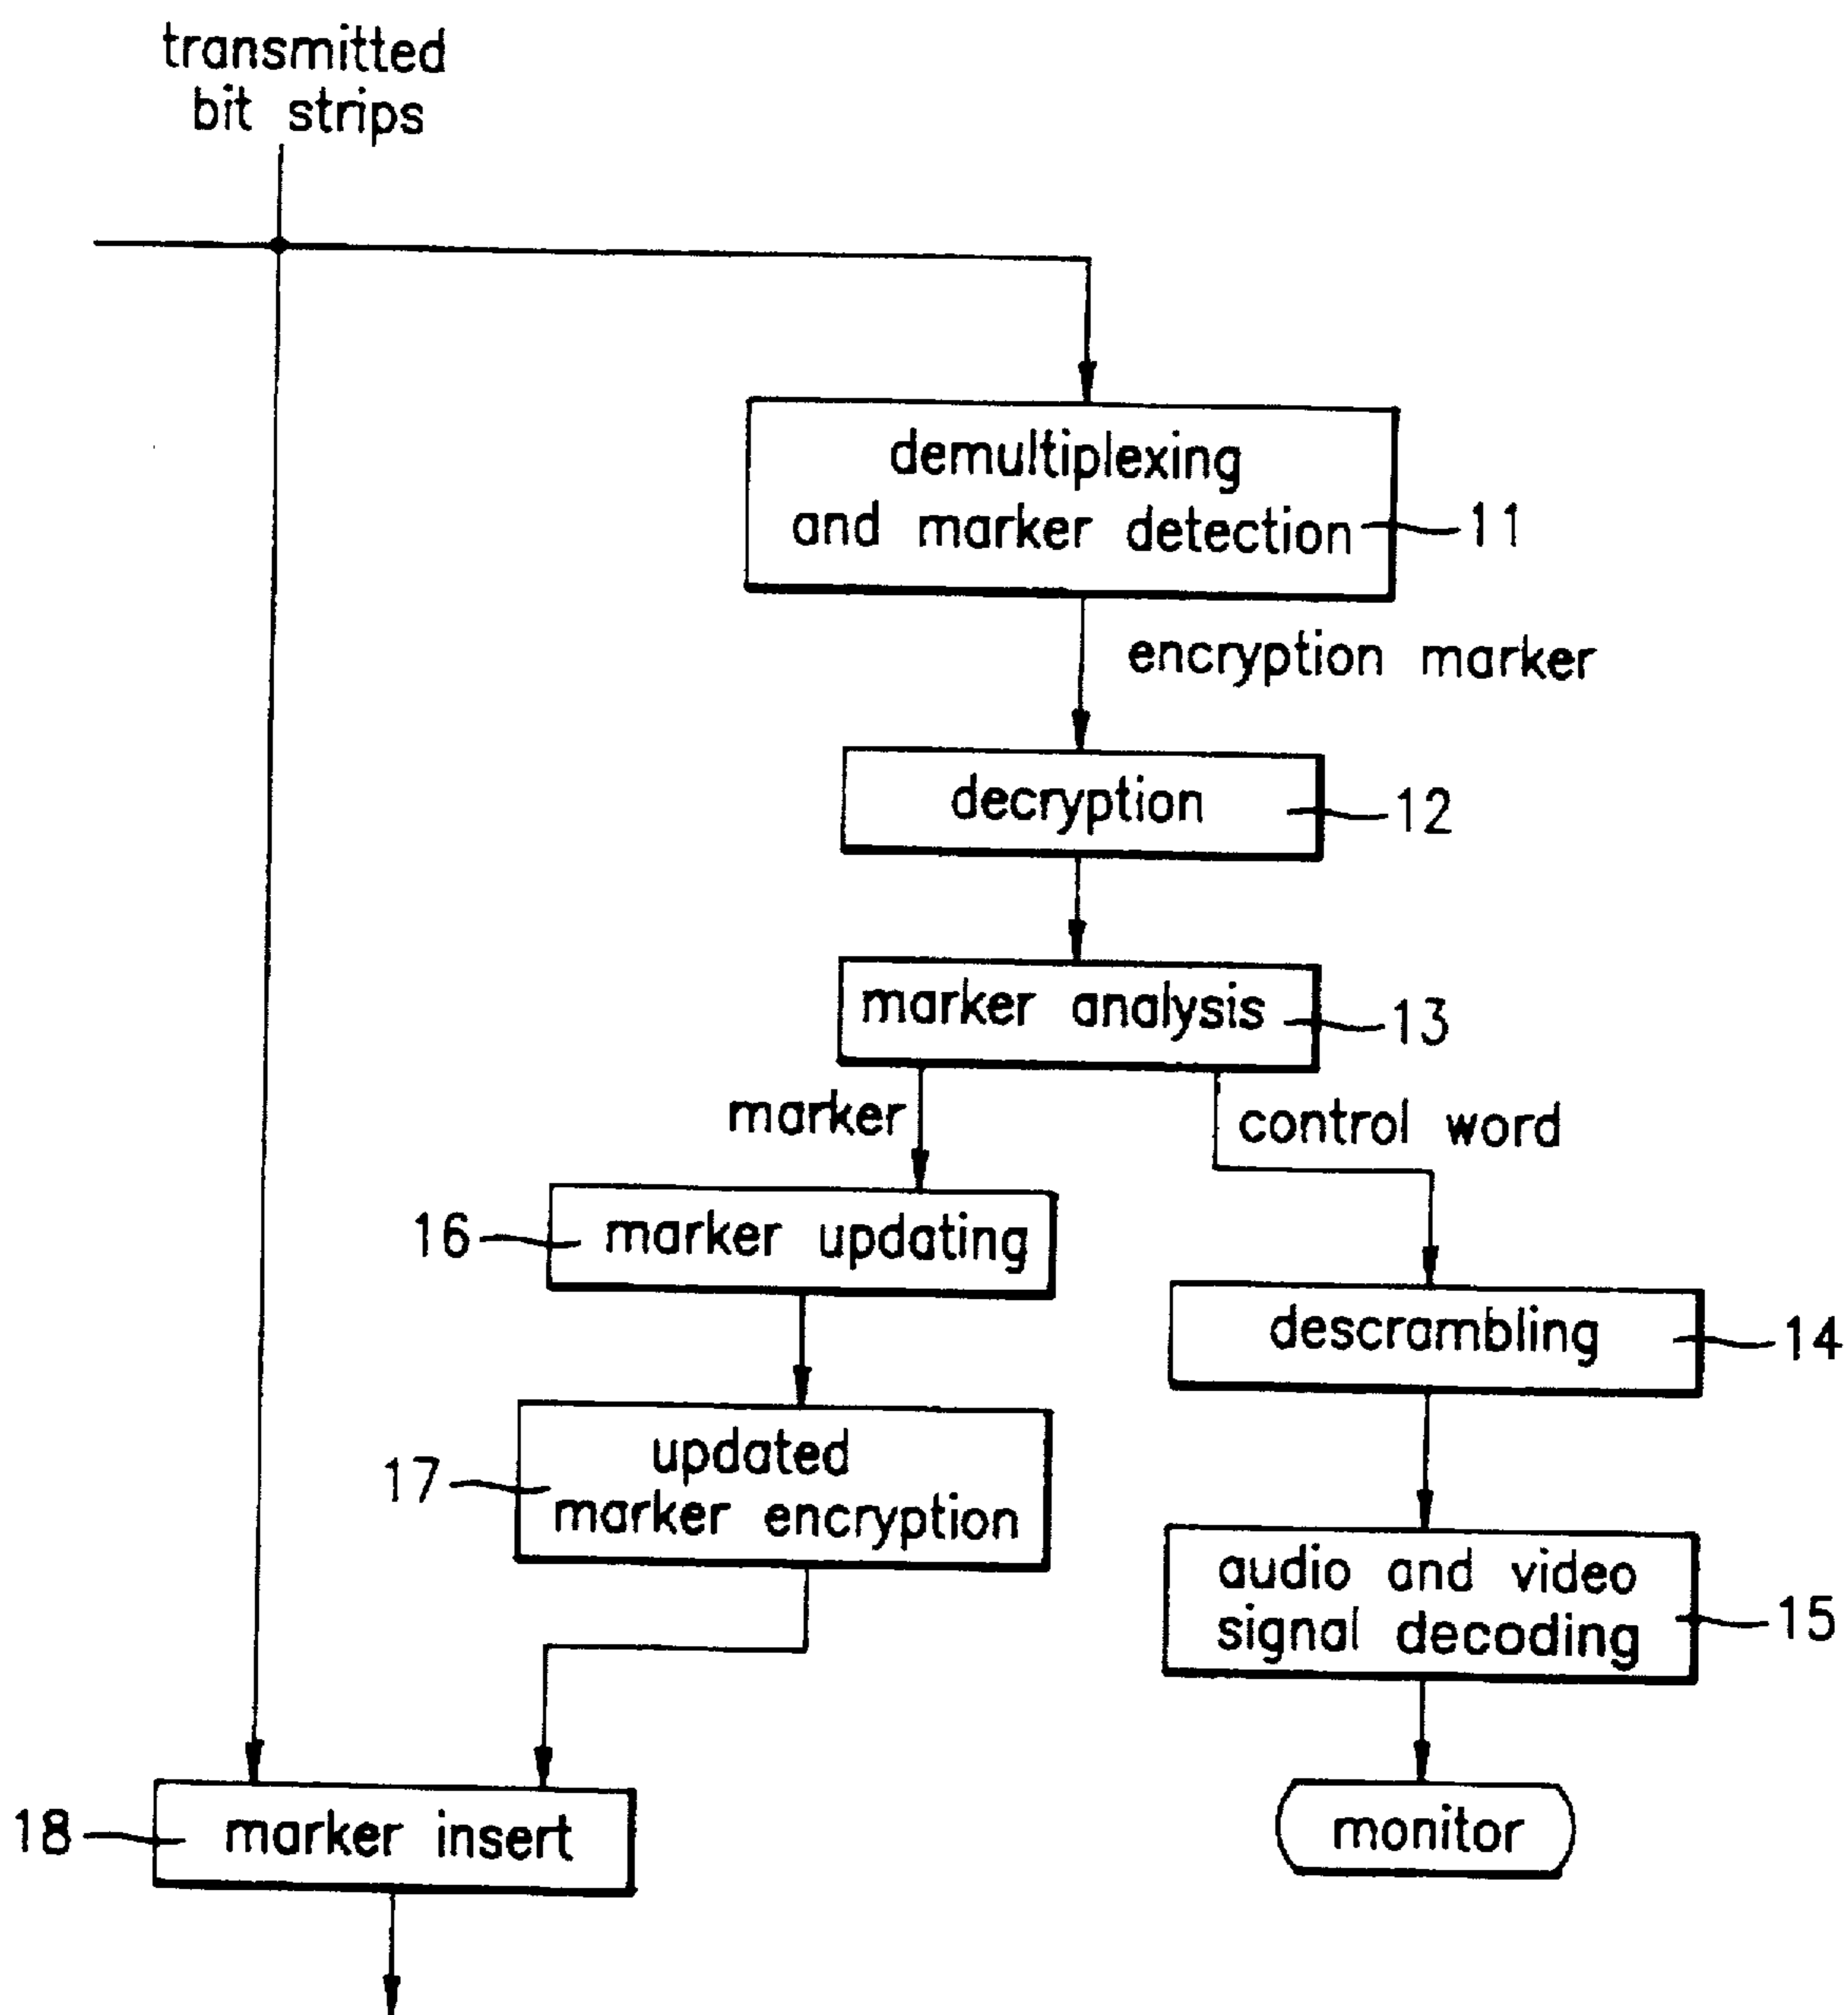 transmitted
bit strips
demultiplexing
and marker detection
11
encryption marker
decryption
12
marker analysis
13
marker
control word
16
marker updating
descrambling
14
updated
marker encryption
17
audio and video
signal decoding
15
18
marker insert
monitor